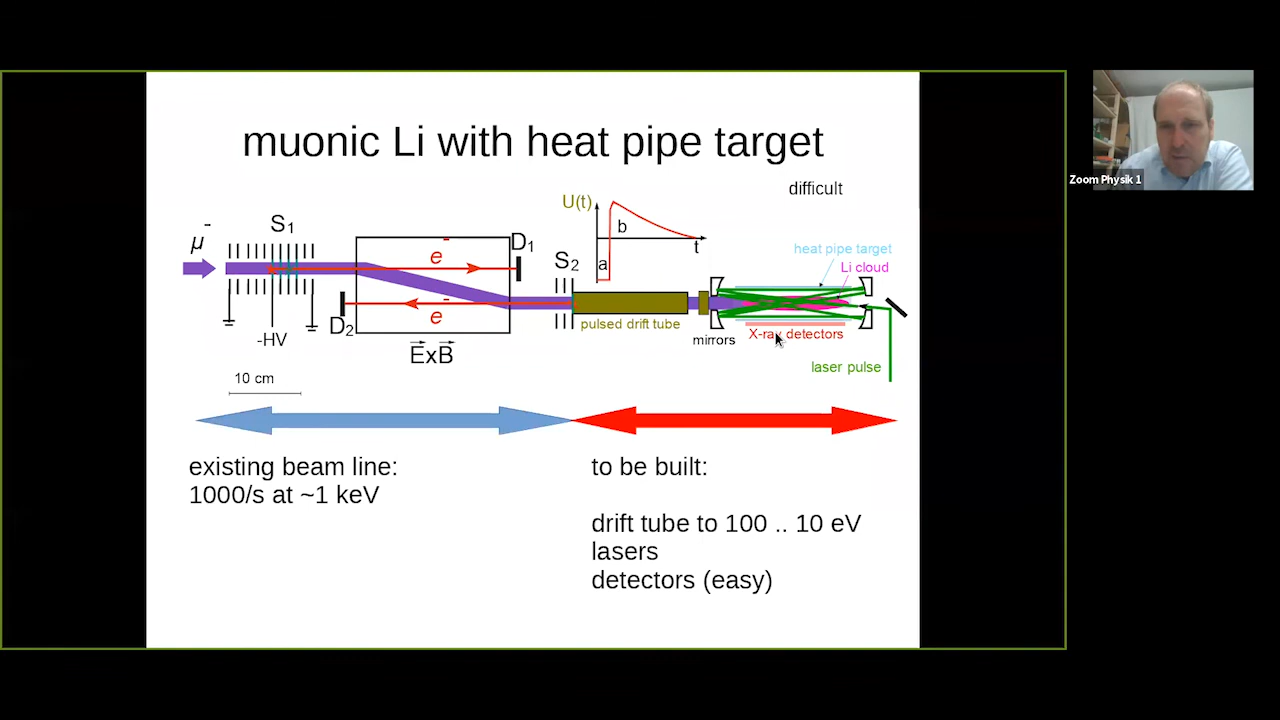 muonic Li with heat pipe target
difficult
U(t)
b
t
a
S1
μ-
e-
D1
S2
heat pipe target
Li cloud
e-
D2
pulsed drift tube
-HV
ExB
mirrors
X-ray detectors
laser pulse
10 cm
existing beam line:
1000/s at ~1 keV
to be built:
drift tube to 100 .. 10 eV
lasers
detectors (easy)
Zoom Physik 1